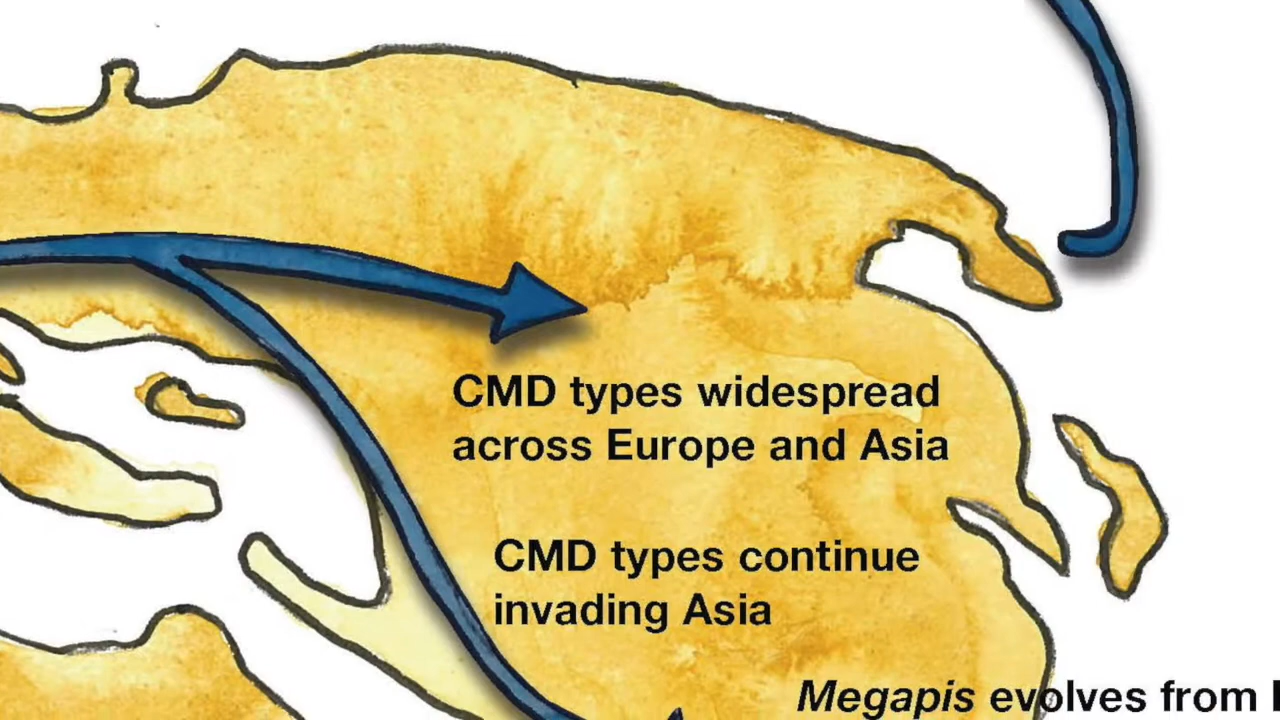 CMD types widespread
across Europe and Asia
CMD types continue
invading Asia
Megapis evolves from